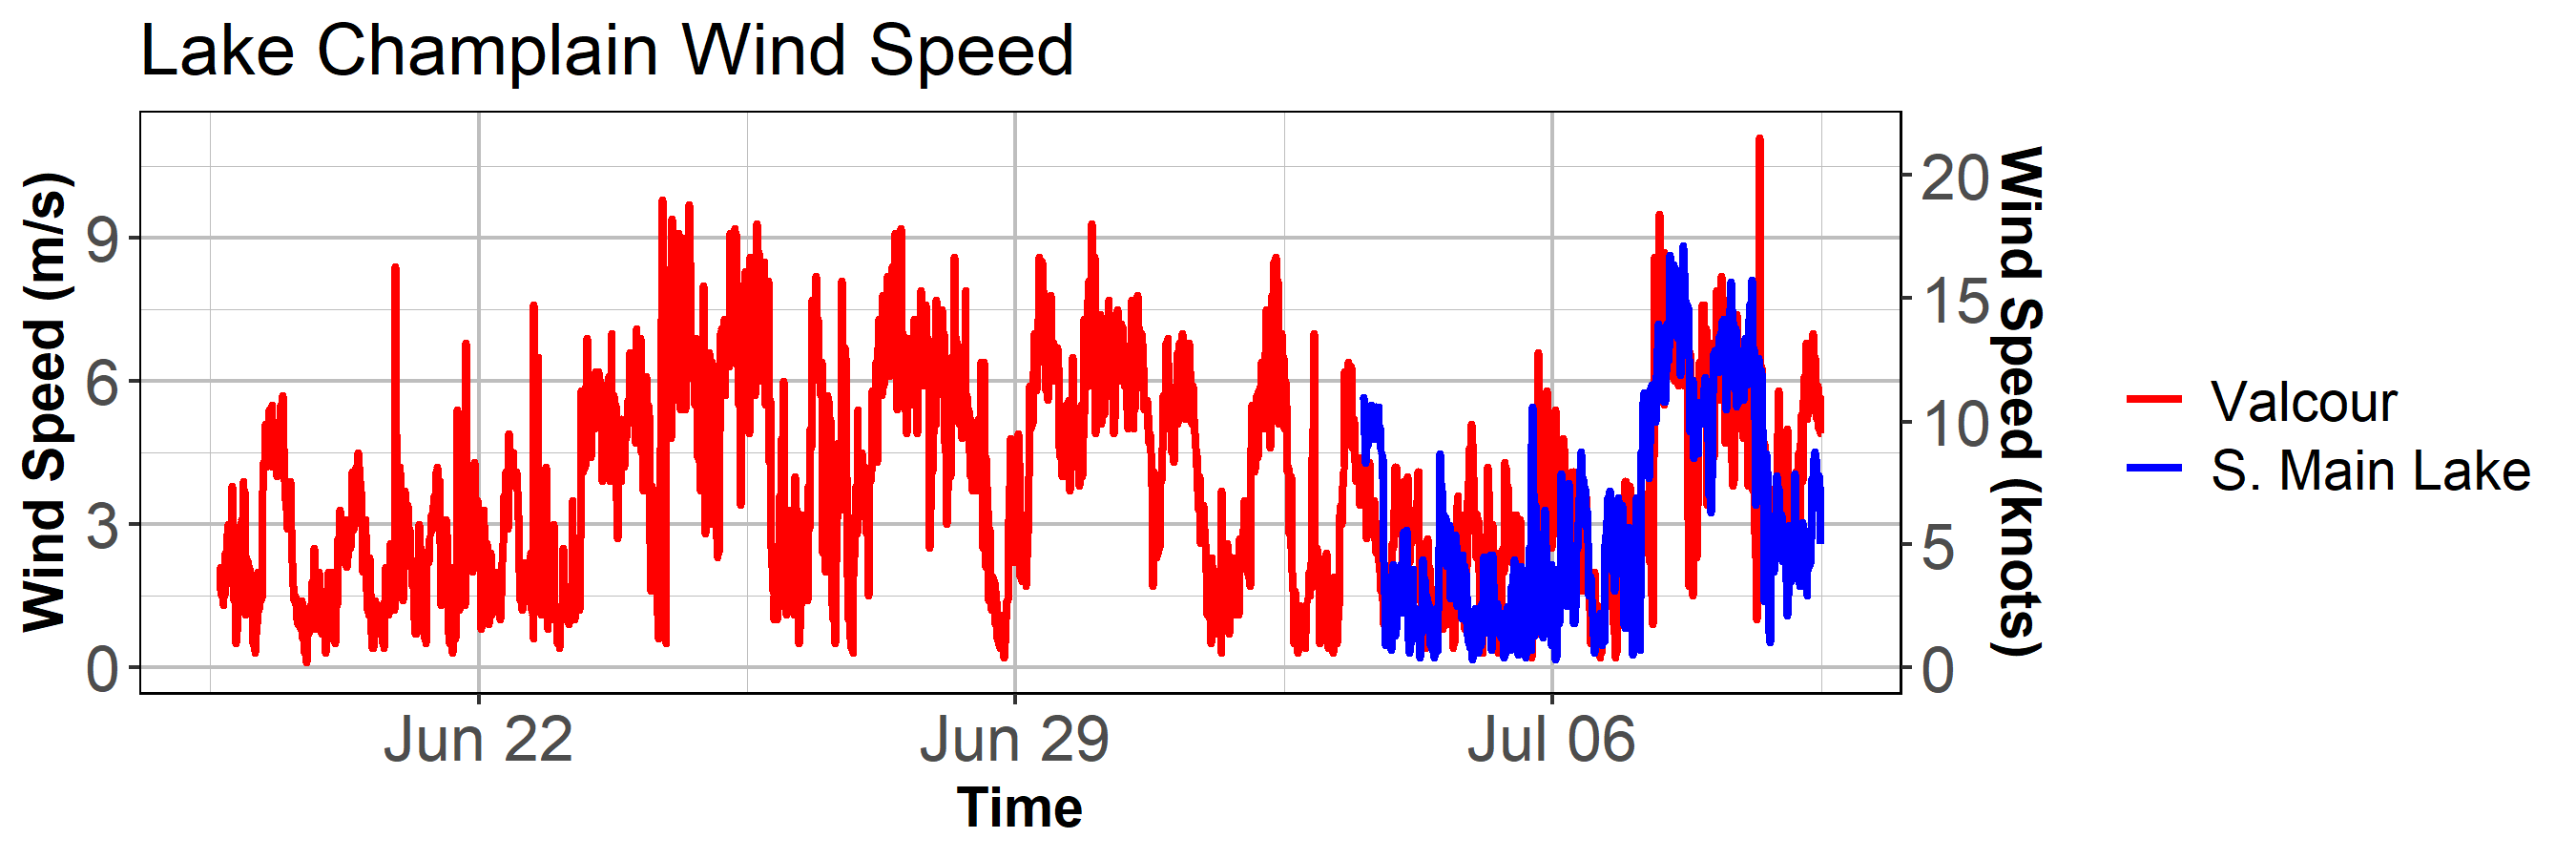 Lake Champlain Wind Speed
Wind Speed (m/s)
9
6
3
0
20
15
10
5
0
Wind Speed (knots)
Jun 22
Jun 29
Jul 06
Time
Valcour
S. Main Lake